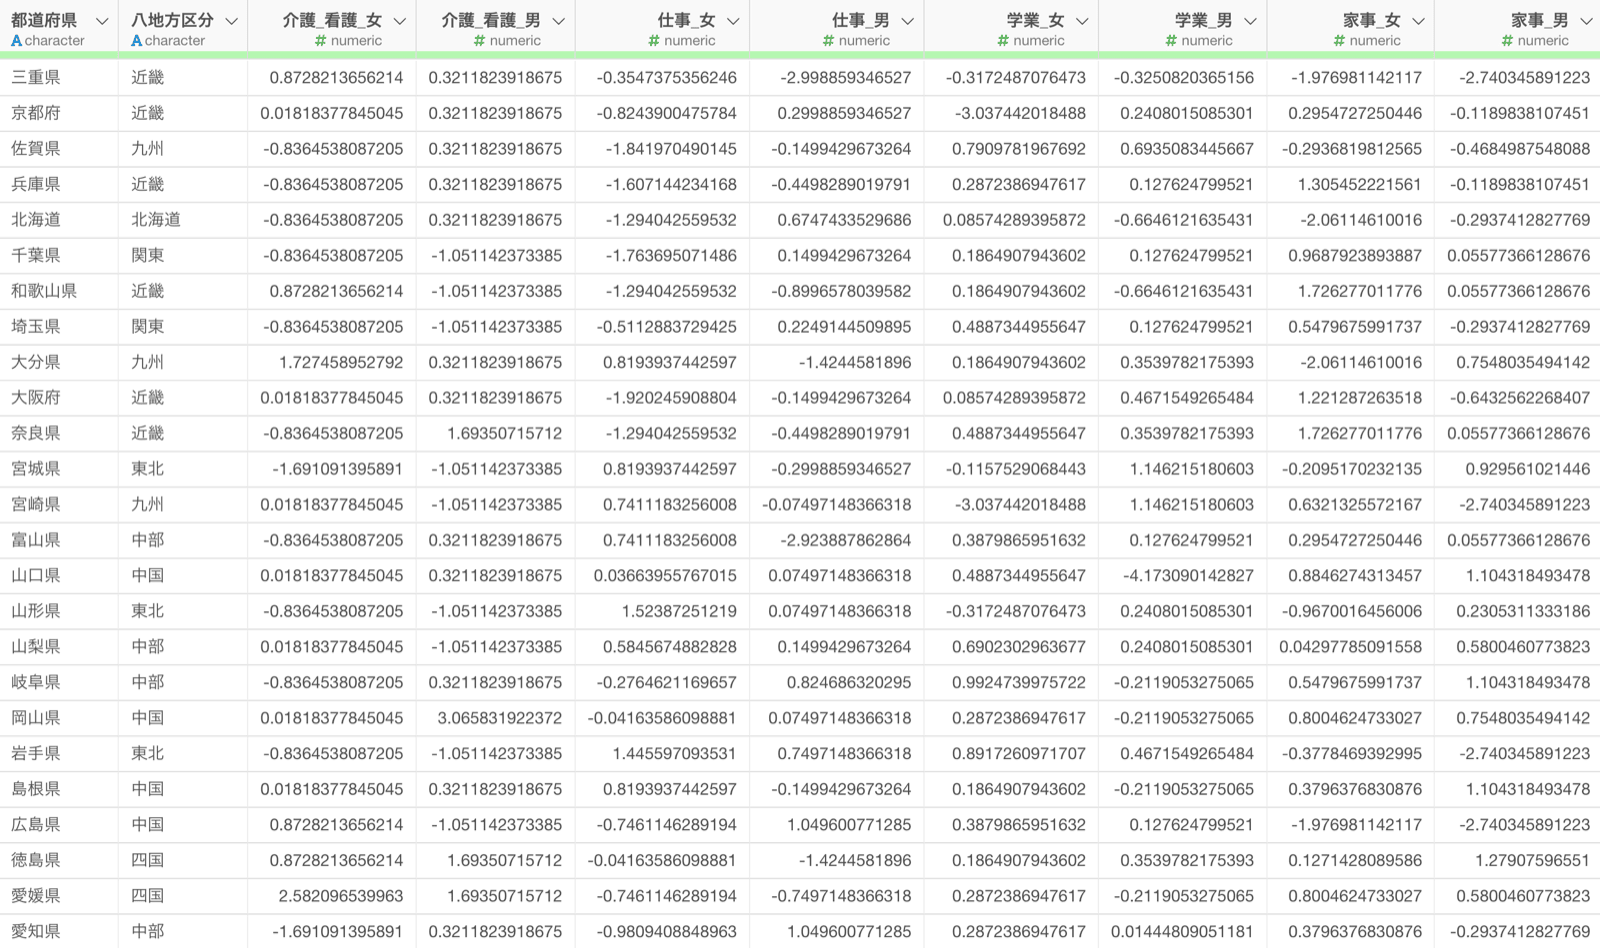 都道府県 八地方区分 介護_看護_女 介護_看護_男 仕事_女 仕事_男 学業_女 学業_男 家事_女 家事_男
A character A character # numeric # numeric # numeric # numeric # numeric # numeric # numeric # numeric
三重県 近畿 0.8728213656214 0.3211823918675 -0.3547375356246 -2.998859346527 -0.3172487076473 -0.3250820365156 -1.976981142117 -2.740345891223
京都府 近畿 0.01818377845045 0.3211823918675 -0.8243900475784 0.2998859346527 -3.037442018488 0.2408015085301 0.2954727250446 -0.1189838107451
佐賀県 九州 -0.8364538087205 0.3211823918675 -1.841970490145 -0.1499429673264 0.7909781967692 0.6935083445667 -0.2936819812565 -0.4684987548088
兵庫県 近畿 -0.8364538087205 0.3211823918675 -1.607144234168 -0.4498289019791 0.2872386947617 0.127624799521 1.305452221561 -0.1189838107451
北海道 北海道 -0.8364538087205 0.3211823918675 -1.294042559532 0.6747433529686 0.08574289395872 -0.6646121635431 -2.06114610016 -0.2937412827769
千葉県 関東 -0.8364538087205 -1.051142373385 -1.763695071486 0.1499429673264 0.1864907943602 0.127624799521 0.9687923893887 0.05577366128676
和歌山県 近畿 0.8728213656214 -1.051142373385 -1.294042559532 -0.8996578039582 0.1864907943602 -0.6646121635431 1.726277011776 0.05577366128676
埼玉県 関東 -0.8364538087205 -1.051142373385 -0.5112883729425 0.2249144509895 0.4887344955647 0.127624799521 0.5479675991737 -0.2937412827769
大分県 九州 1.727458952792 0.3211823918675 0.8193937442597 -1.4244581896 0.1864907943602 0.3539782175393 -2.06114610016 0.7548035494142
大阪府 近畿 0.01818377845045 0.3211823918675 -1.920245908804 -0.1499429673264 0.08574289395872 0.4671549265484 1.221287263518 -0.6432562268407
奈良県 近畿 -0.8364538087205 1.69350715712 -1.294042559532 -0.4498289019791 0.4887344955647 0.3539782175393 1.726277011776 0.05577366128676
宮城県 東北 -1.691091395891 -1.051142373385 0.8193937442597 -0.2998859346527 -0.1157529068443 1.146215180603 -0.2095170232135 0.929561021446
宮崎県 九州 0.01818377845045 -1.051142373385 0.7411183256008 -0.07497148366318 -3.037442018488 1.146215180603 0.6321325572167 -2.740345891223
富山県 中部 -0.8364538087205 0.3211823918675 0.7411183256008 -2.923887862864 0.3879865951632 0.127624799521 0.2954727250446 0.05577366128676
山口県 中国 0.01818377845045 0.3211823918675 0.03663955767015 0.07497148366318 0.4887344955647 -4.173090142827 0.8846274313457 1.104318493478
山形県 東北 -0.8364538087205 -1.051142373385 1.52387251219 0.07497148366318 -0.3172487076473 0.2408015085301 -0.9670016456006 0.2305311333186
山梨県 中部 0.01818377845045 -1.051142373385 0.5845674882828 0.1499429673264 0.6902302963677 0.2408015085301 0.04297785091558 0.5800460773823
岐阜県 中部 -0.8364538087205 0.3211823918675 -0.2764621169657 0.824686320295 0.9924739975722 -0.2119053275065 0.5479675991737 1.104318493478
岡山県 中国 0.01818377845045 3.065831922372 -0.04163586098881 0.07497148366318 0.2872386947617 -0.2119053275065 0.8004624733027 0.7548035494142
岩手県 東北 -0.8364538087205 -1.051142373385 1.445597093531 0.7497148366318 0.8917260971707 0.4671549265484 -0.3778469392995 -2.740345891223
島根県 中国 0.01818377845045 0.3211823918675 0.8193937442597 -0.1499429673264 0.1864907943602 -0.2119053275065 0.3796376830876 1.104318493478
広島県 中国 0.8728213656214 -1.051142373385 -0.7461146289194 1.049600771285 0.3879865951632 0.127624799521 -1.976981142117 -2.740345891223
徳島県 四国 0.8728213656214 1.69350715712 -0.04163586098881 -1.4244581896 0.1864907943602 0.3539782175393 0.1271428089586 1.27907596551
愛媛県 四国 2.582096539963 1.69350715712 -0.7461146289194 -0.7497148366318 0.2872386947617 -0.2119053275065 0.8004624733027 0.5800460773823
愛知県 中部 -1.691091395891 0.3211823918675 -0.9809408848963 1.049600771285 0.2872386947617 0.01444809051181 0.3796376830876 -0.2937412827769